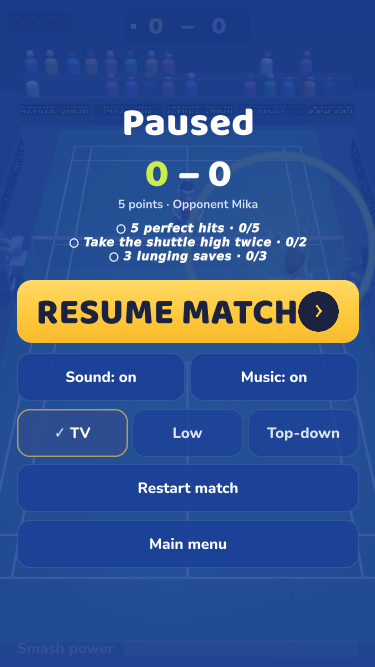 0 – 0
Paused
0 – 0
5 points · Opponent Mika
5 perfect hits · 0/5
Take the shuttle high twice · 0/2
3 lunging saves · 0/3
RESUME MATCH
Sound: on
Music: on
✓ TV
Low
Top-down
Restart match
Main menu
Smash power